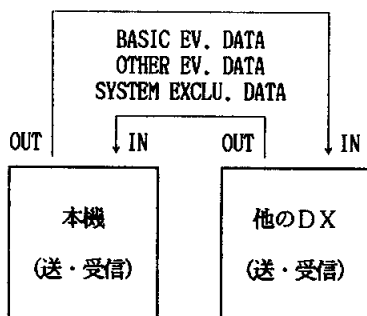 BASIC EV. DATA
OTHER EV. DATA
SYSTEM EXCLU. DATA
OUT IN OUT IN
本機 他のDX
(送・受信) (送・受信)